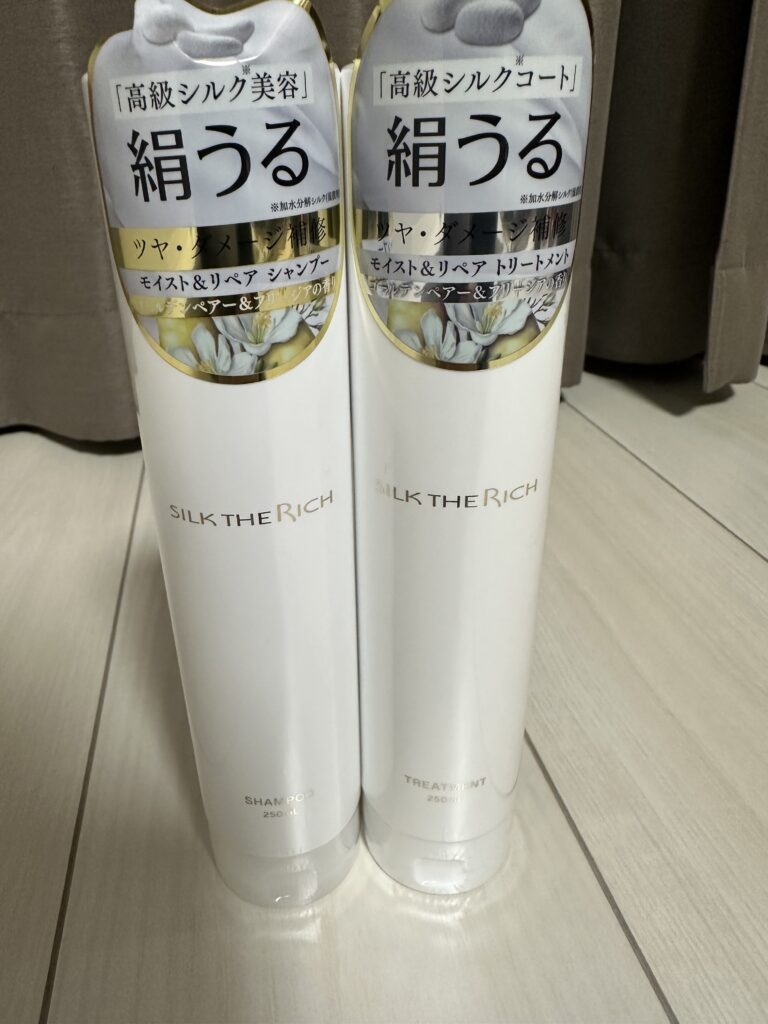 「高級シルク※美容」
絹うる
※加水分解シルク(保湿剤)
ツヤ・ダメージ補修
モイスト&リペア シャンプー
ゴールデンペアー&フリージアの香り
SILK THE RICH
SHAMPOO
250mL
「高級シルク※コート」
絹うる
※加水分解シルク(保湿剤)
ツヤ・ダメージ補修
モイスト&リペア トリートメント
ゴールデンペアー&フリージアの香り
SILK THE RICH
TREATMENT
250mL